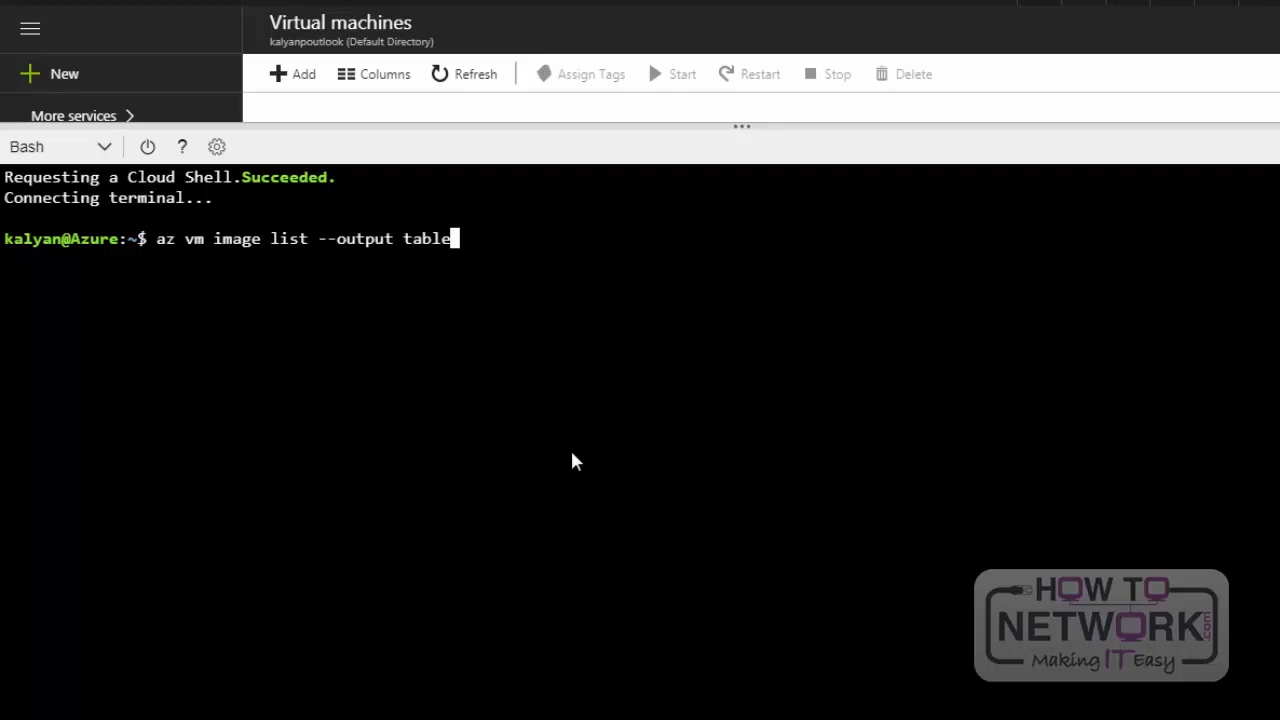 Virtual machines
kalyanpoutlook (Default Directory)
New
Add Columns Refresh Assign Tags Start Restart Stop Delete
More services
Bash ?
Requesting a Cloud Shell.Succeeded.
Connecting terminal...
kalyan@Azure:~$ az vm image list --output table
HOW TO
NETWORK.com
Making IT Easy